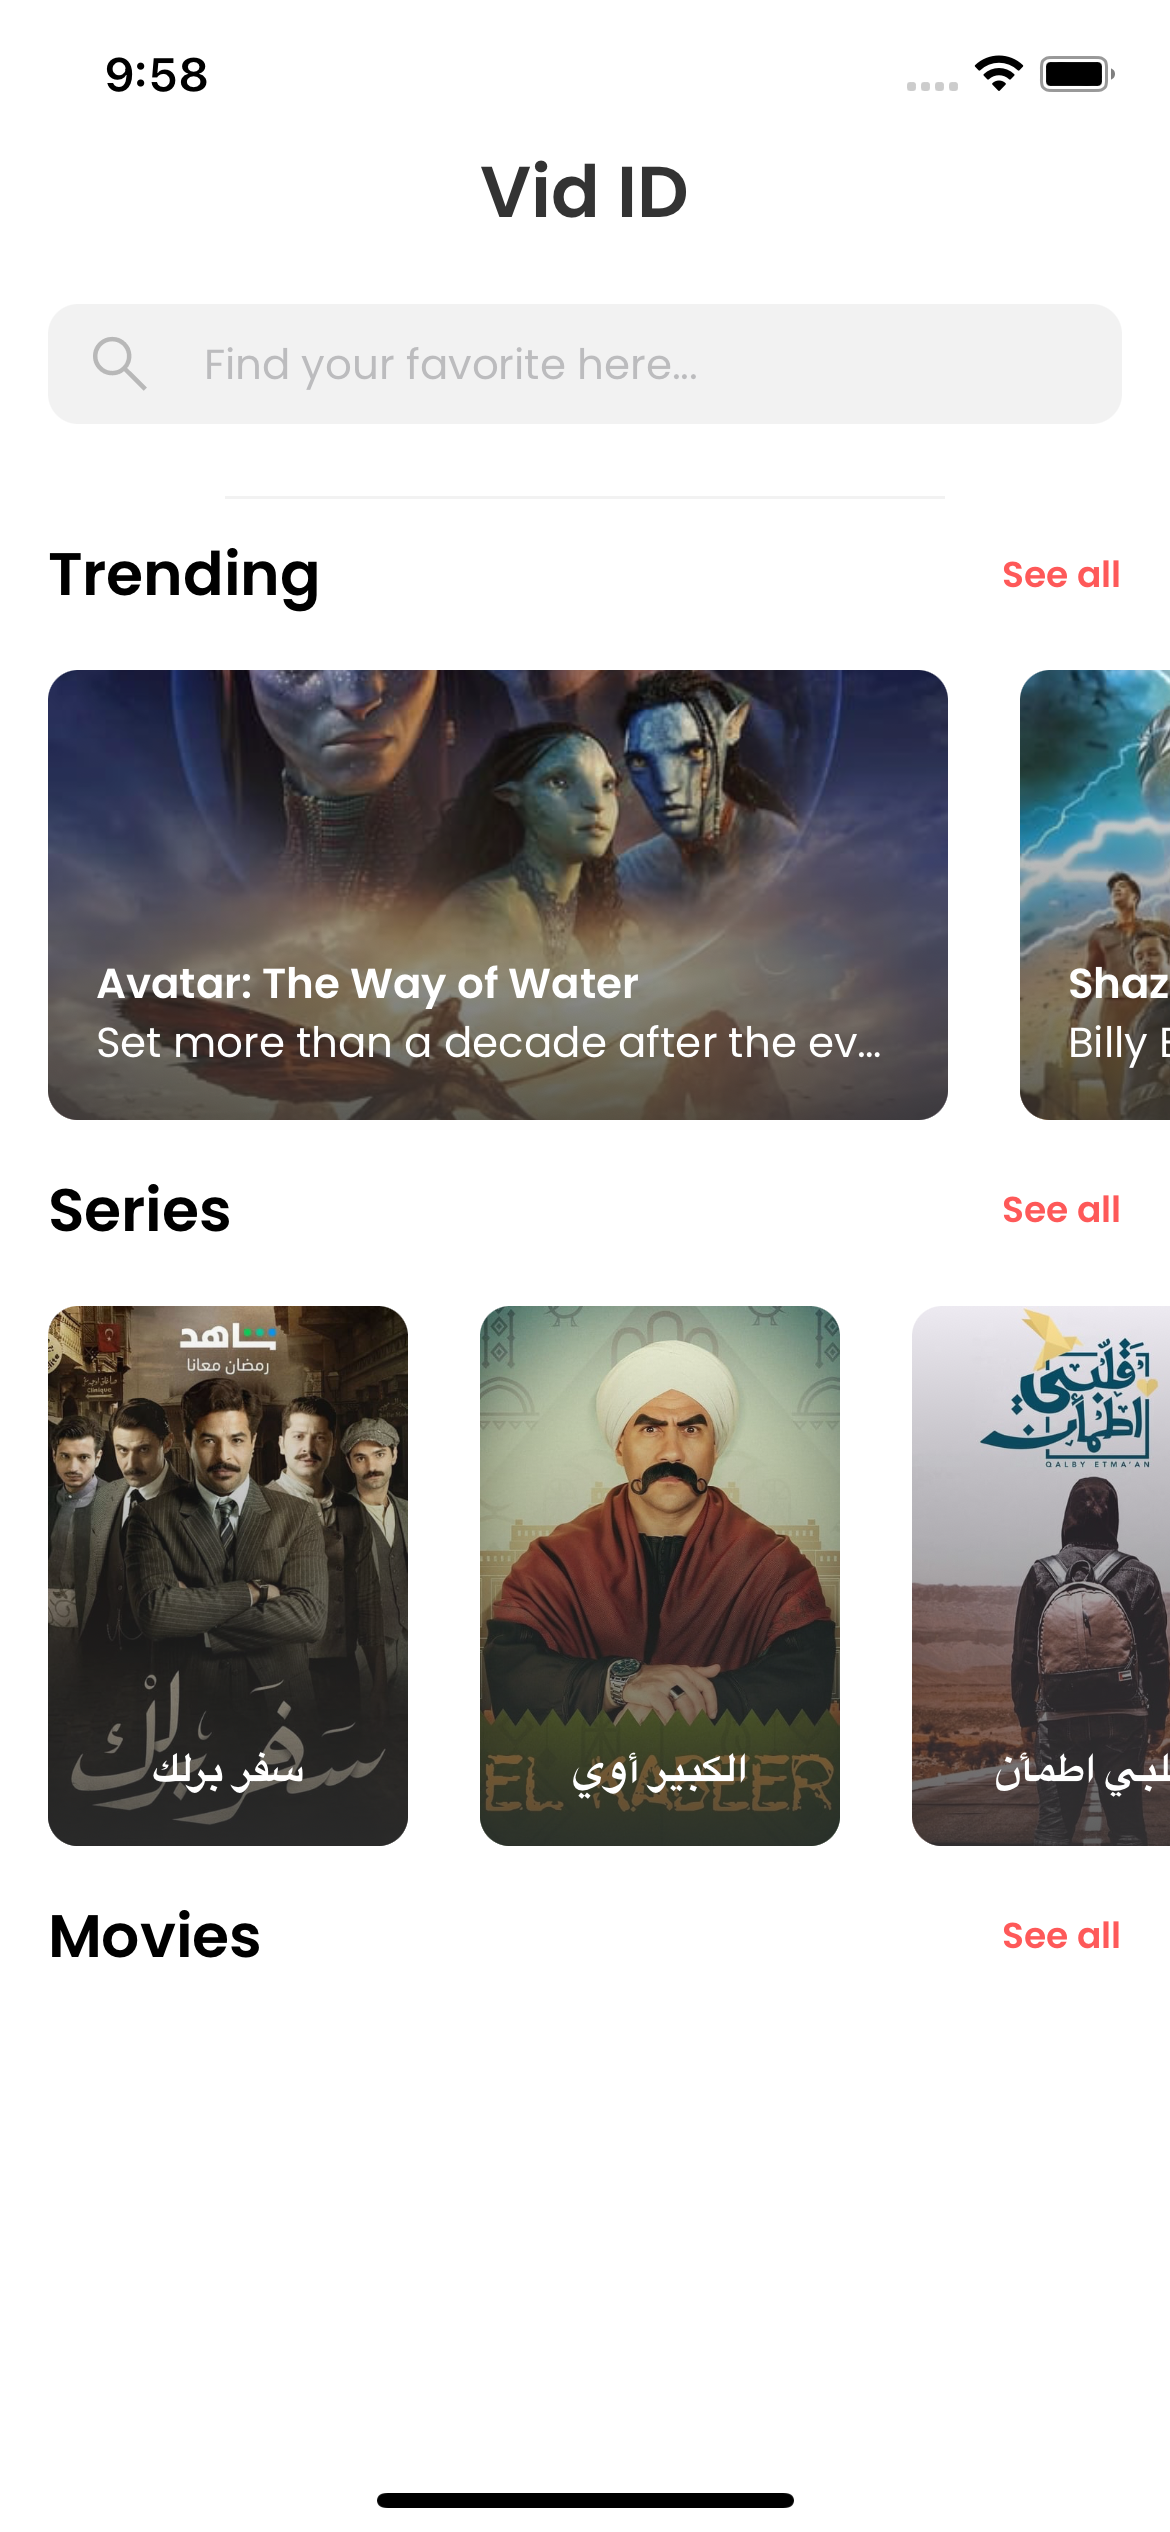 9:58
Vid ID
Find your favorite here...
Trending
See all
Avatar: The Way of Water
Set more than a decade after the ev...
Shaz
Billy
Series
See all
شاهد
رمضان معانا
Clinique
سفر برلك
سفر برلك
EL KABEER
الكبير أوي
قلبي
اطمأن
QALBY ETMA'AN
لبي اطمأن
Movies
See all